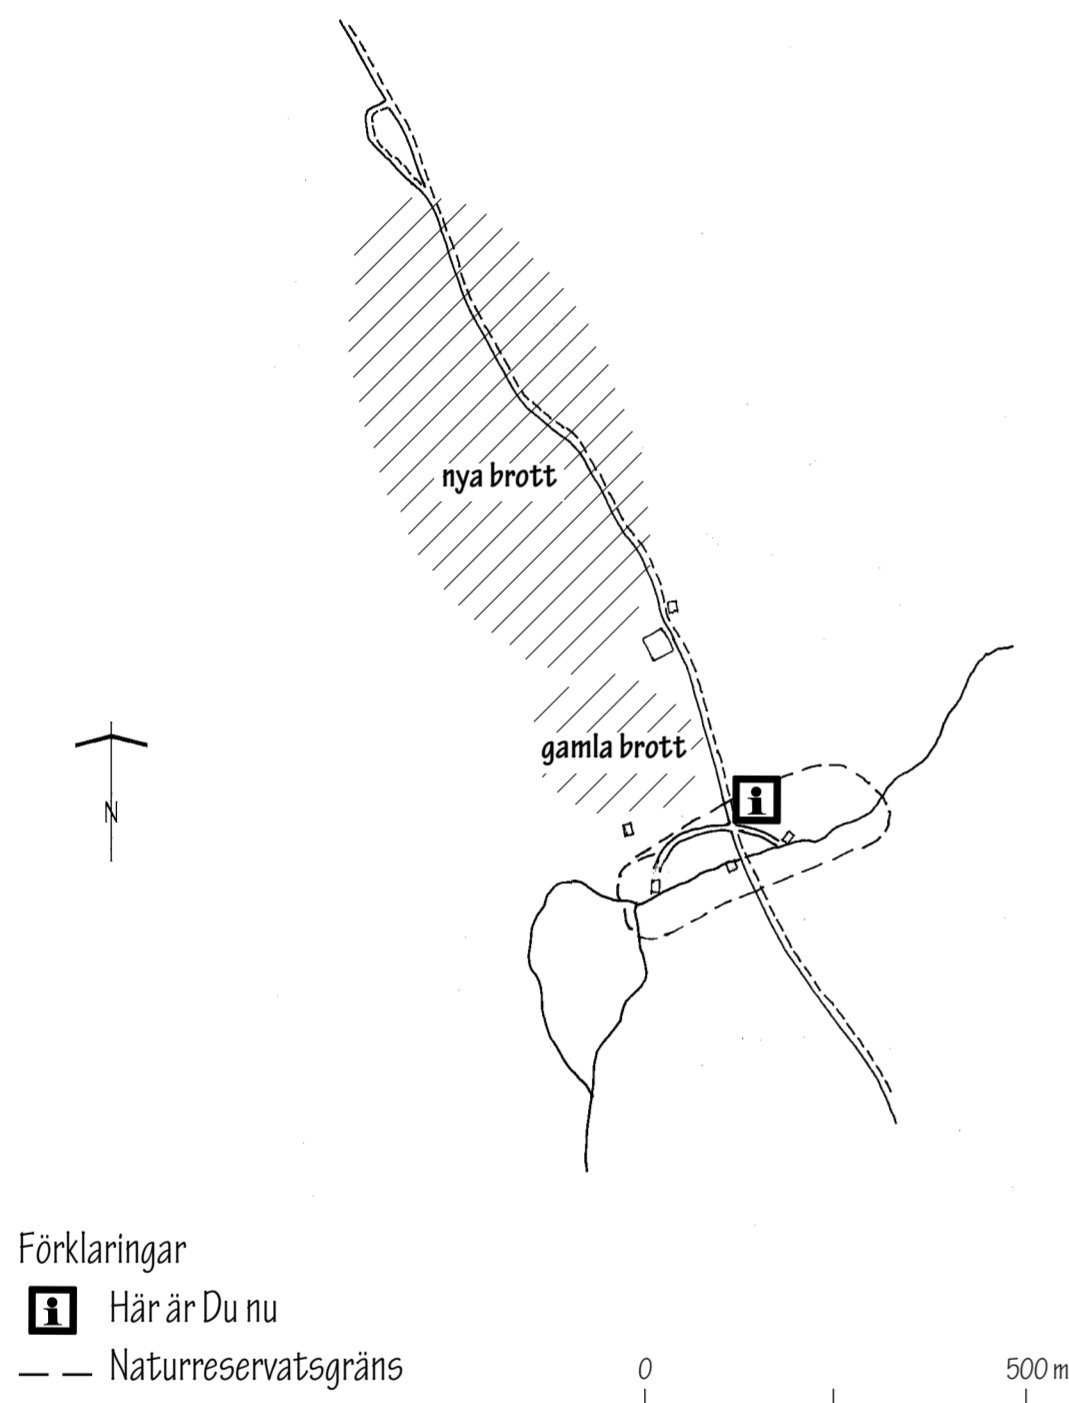 nya brott
gamla brott
i
N
Förklaringar
i Här är Du nu
Naturreservatsgräns
0 500 m